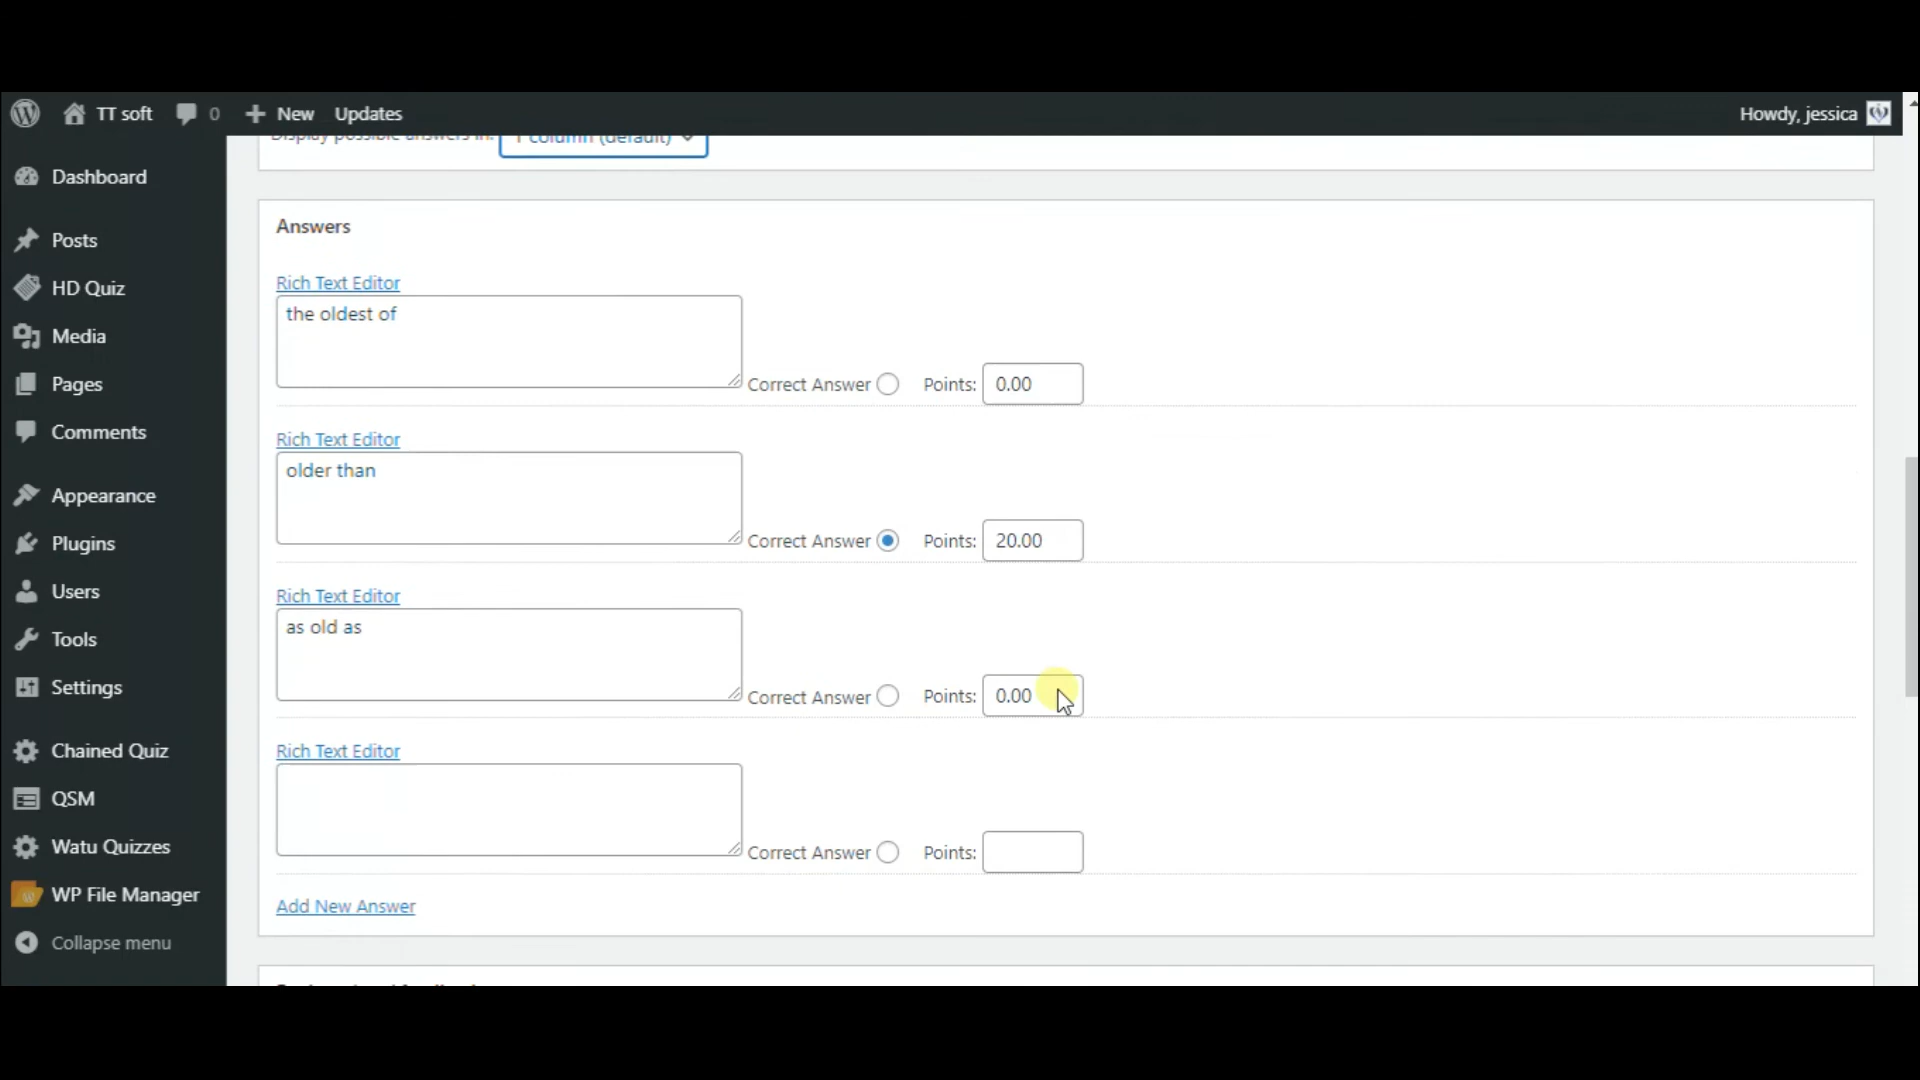 TT soft 0 New Updates Howdy, jessica
Display possible answers in: 1 column (default)
Dashboard
Posts
HD Quiz
Media
Pages
Comments
Appearance
Plugins
Users
Tools
Settings
Chained Quiz
QSM
Watu Quizzes
WP File Manager
Collapse menu
Answers
Rich Text Editor
the oldest of
Correct Answer Points: 0.00
Rich Text Editor
older than
Correct Answer Points: 20.00
Rich Text Editor
as old as
Correct Answer Points: 0.00
Rich Text Editor
Correct Answer Points:
Add New Answer